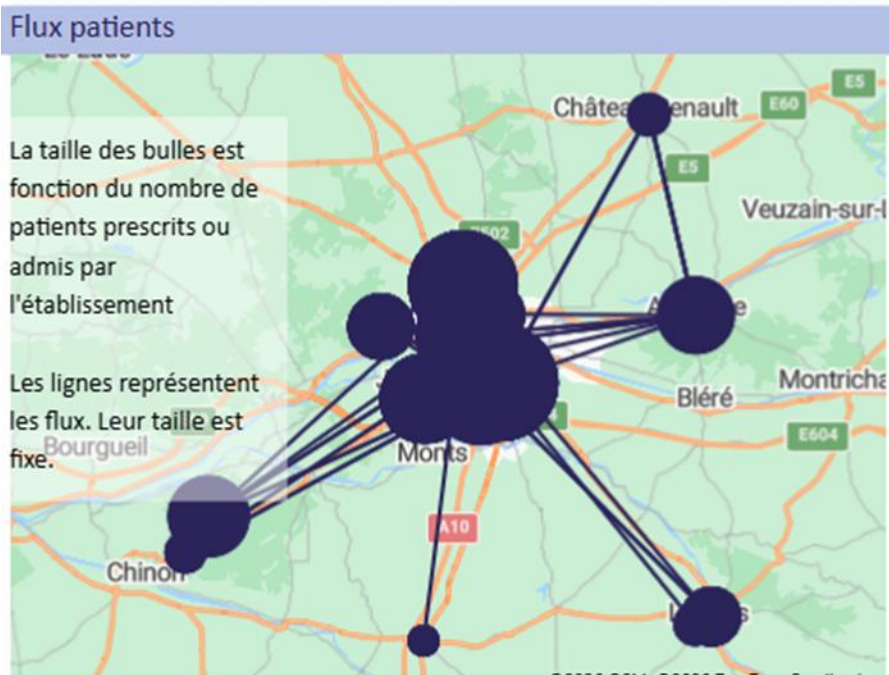 Flux patients
E5
E60
E5
Veuzain-sur-l
La taille des bulles est
fonction du nombre de
patients prescrits ou
admis par
l'établissement
Les lignes représentent
les flux. Leur taille est
fixe.
Bléré
Montricha
E604
Bourgueil
Monts
A10
Chinon